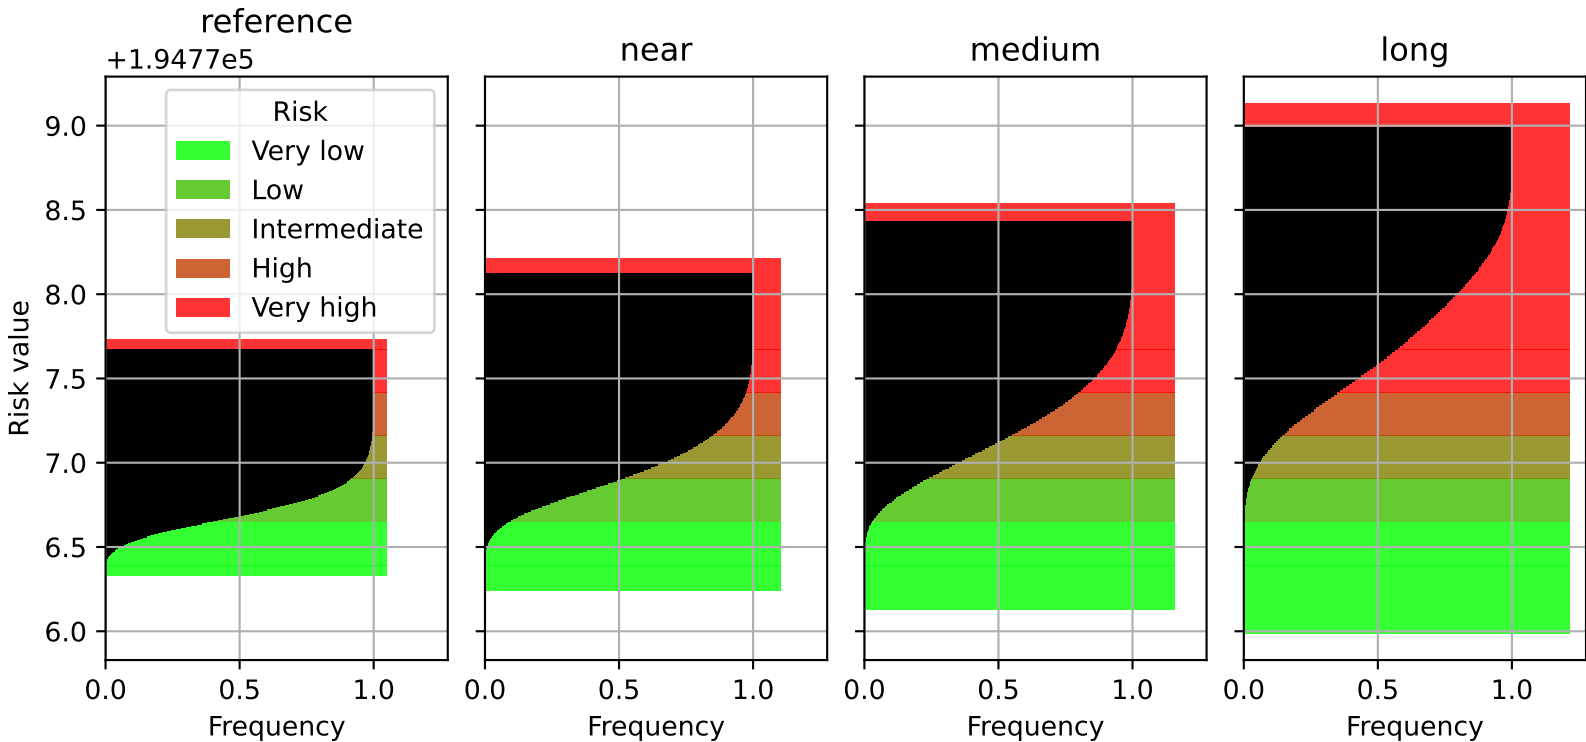 reference
near
medium
long
+1.9477e5
Risk
Very low
Low
Intermediate
High
Very high
Risk value
9.0
8.5
8.0
7.5
7.0
6.5
6.0
0.0 0.5 1.0
0.0 0.5 1.0
0.0 0.5 1.0
0.0 0.5 1.0
Frequency
Frequency
Frequency
Frequency